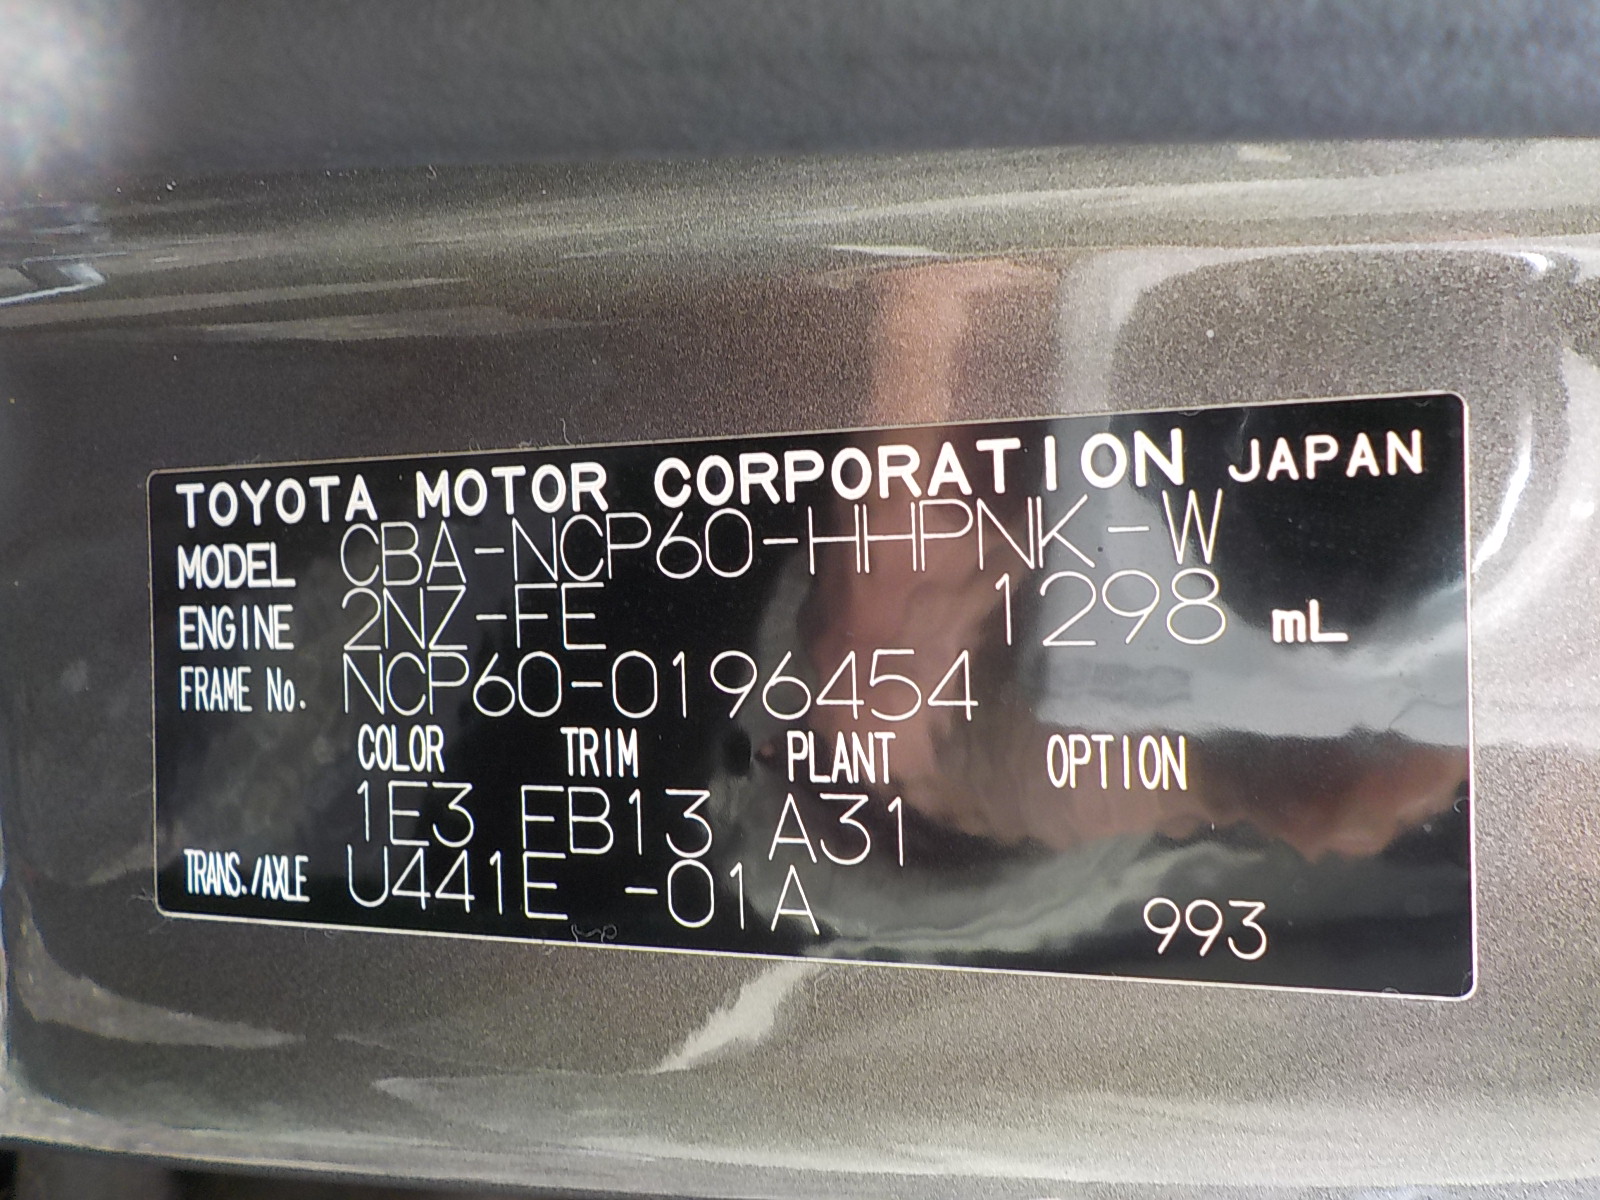 TOYOTA MOTOR CORPORATION JAPAN
MODEL CBA-NCP60-HHPNK-W
ENGINE 2NZ-FE 1298 mL
FRAME No. NCP60-0196454
COLOR TRIM PLANT OPTION
1E3 FB13 A31
TRANS./AXLE U441E -01A
993